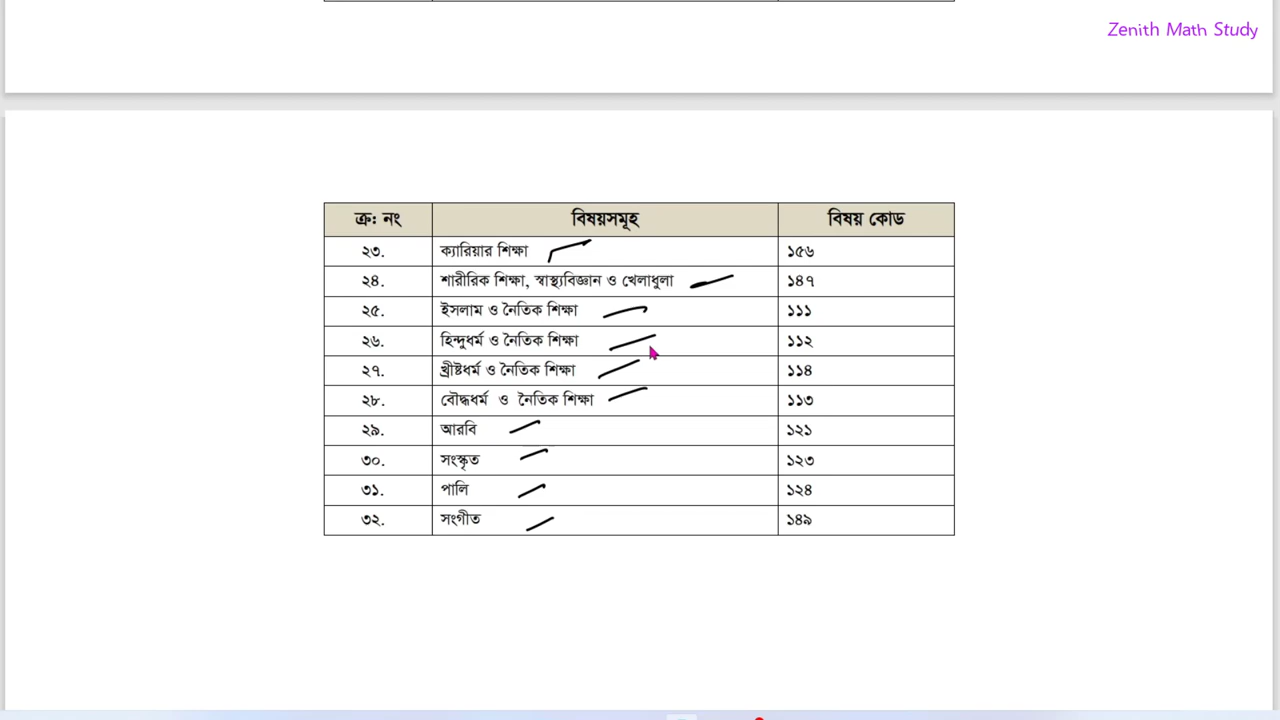 Zenith Math Study
ক্র: নং বিষয়সমূহ বিষয় কোড
২৩. ক্যারিয়ার শিক্ষা ১৫৬
২৪. শারীরিক শিক্ষা, স্বাস্থ্যবিজ্ঞান ও খেলাধুলা ১৪৭
২৫. ইসলাম ও নৈতিক শিক্ষা ১১১
২৬. হিন্দুধর্ম ও নৈতিক শিক্ষা ১১২
২৭. খ্রীষ্টধর্ম ও নৈতিক শিক্ষা ১১৪
২৮. বৌদ্ধধর্ম ও নৈতিক শিক্ষা ১১৩
২৯. আরবি ১২১
৩০. সংস্কৃত ১২৩
৩১. পালি ১২৪
৩২. সংগীত ১৪৯